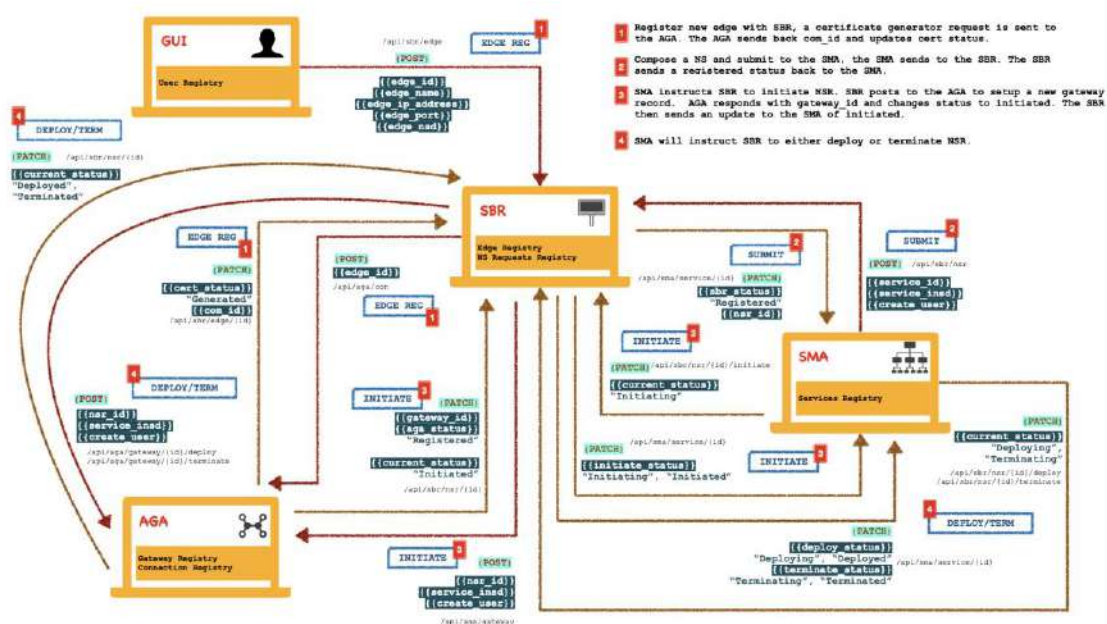 GUI
User Registry
/api/sbr/edge
1
EDGE REG
(POST)
{{edge_id}}
{{edge_name}}
{{edge_ip_address}}
{{edge_port}}
{{edge_nsd}}
1 Register new edge with SBR, a certificate generator request is sent to
the AGA. The AGA sends back com_id and updates cert status.
2 Compose a NS and submit to the SMA, the SMA sends to the SBR. The SBR
sends a registered status back to the SMA.
3 SMA instructs SBR to initiate NSR. SBR posts to the AGA to setup a new gateway
record. AGA responds with gateway_id and changes status to initiated. The SBR
then sends an update to the SMA of initiated.
4 SMA will instruct SBR to either deploy or terminate NSR.
4
DEPLOY/TERM
(PATCH) /api/sbr/nsr/{id}
{{current_status}}
"Deployed",
"Terminated"
SBR
Edge Registry
NS Requests Registry
EDGE REG
1
(PATCH)
{{cert_status}}
"Generated"
{{com_id}}
/api/sbr/edge/{id}
(POST)
{{edge_id}}
/api/aga/com
EDGE REG
1
2
SUBMIT
/api/sma/service/{id} (PATCH)
{{sbr_status}}
"Registered"
{{nsr_id}}
2
SUBMIT
(POST) /api/sbr/nsr
{{service_id}}
{{service_insd}}
{{create_user}}
3
INITIATE
(PATCH) /api/sbr/nsr/{id}/initiate
{{current_status}}
"Initiating"
SMA
Services Registry
4
DEPLOY/TERM
(POST)
{{nsr_id}}
{{service_insd}}
{{create_user}}
/api/aga/gateway/{id}/deploy
/api/aga/gateway/{id}/terminate
3
INITIATE (PATCH)
{{gateway_id}}
{{aga_status}}
"Registered"
{{current_status}}
"Initiated"
/api/sbr/nsr/{id}
/api/sma/service/{id}
(PATCH)
{{initiate_status}}
"Initiating", "Initiated"
3
INITIATE
(PATCH)
{{current_status}}
"Deploying",
"Terminating"
/api/sbr/nsr/{id}/deploy
/api/sbr/nsr/{id}/terminate
4
DEPLOY/TERM
AGA
Gateway Registry
Connection Registry
3
INITIATE
(POST)
{{nsr_id}}
{{service_insd}}
{{create_user}}
/api/aga/gateway
(PATCH)
{{deploy_status}}
"Deploying", "Deployed"
/api/sma/service/{id}
{{terminate_status}}
"Terminating", "Terminated"